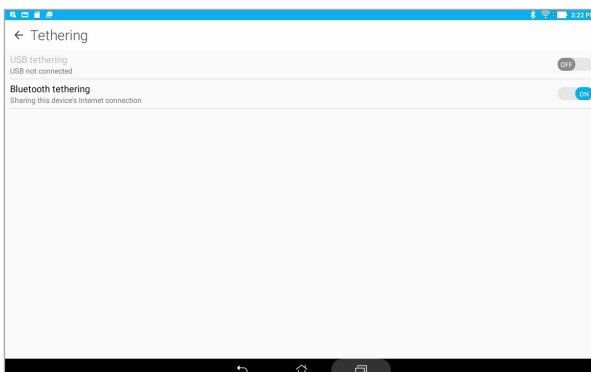 3:22 P
Tethering
USB tethering
USB not connected
OFF
Bluetooth tethering
Sharing this device's Internet connection
ON